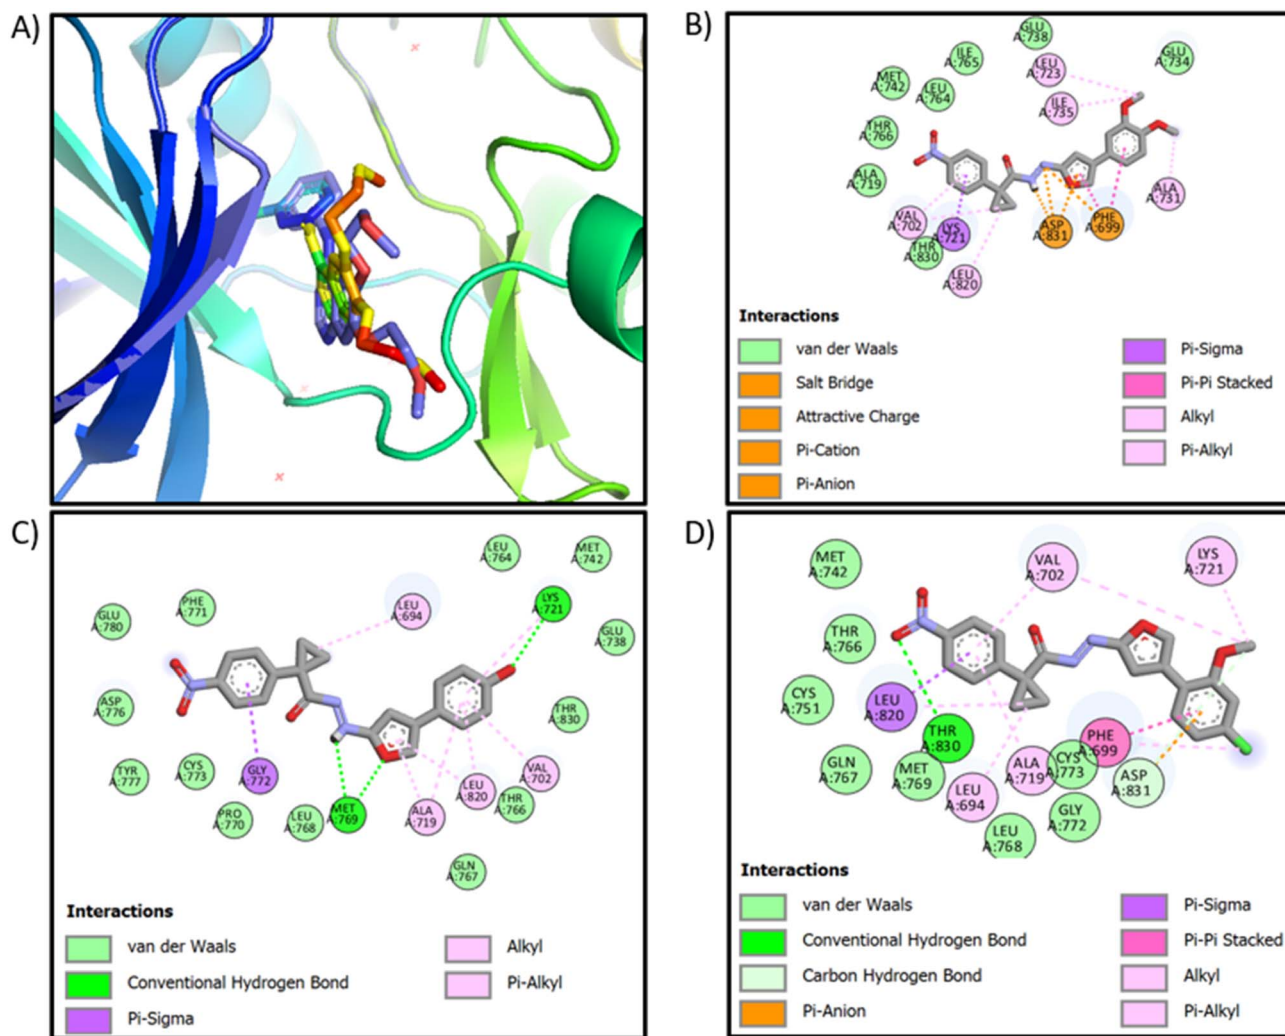 A)
B)
GLU
A:738
ILE
A:765
LEU
A:723
GLU
A:734
MET
A:742
LEU
A:764
ILE
A:735
THR
A:766
ALA
A:719
ALA
A:731
VAL
A:702
LYS
A:721
ASP
A:831
PHE
A:699
THR
A:830
LEU
A:820
Interactions
van der Waals
Salt Bridge
Attractive Charge
Pi-Cation
Pi-Anion
Pi-Sigma
Pi-Pi Stacked
Alkyl
Pi-Alkyl
C)
LEU
A:764
MET
A:742
PHE
A:771
LEU
A:694
LYS
A:721
GLU
A:780
GLU
A:738
ASP
A:776
THR
A:830
TYR
A:777
CYS
A:773
GLY
A:772
VAL
A:702
LEU
A:820
THR
A:766
PRO
A:770
LEU
A:768
MET
A:769
ALA
A:719
GLN
A:767
Interactions
van der Waals
Conventional Hydrogen Bond
Pi-Sigma
Alkyl
Pi-Alkyl
D)
MET
A:742
VAL
A:702
LYS
A:721
THR
A:766
CYS
A:751
LEU
A:820
THR
A:830
PHE
A:699
GLN
A:767
MET
A:769
ALA
A:719
CYS
A:773
ASP
A:831
LEU
A:694
GLY
A:772
LEU
A:768
Interactions
van der Waals
Conventional Hydrogen Bond
Carbon Hydrogen Bond
Pi-Anion
Pi-Sigma
Pi-Pi Stacked
Alkyl
Pi-Alkyl